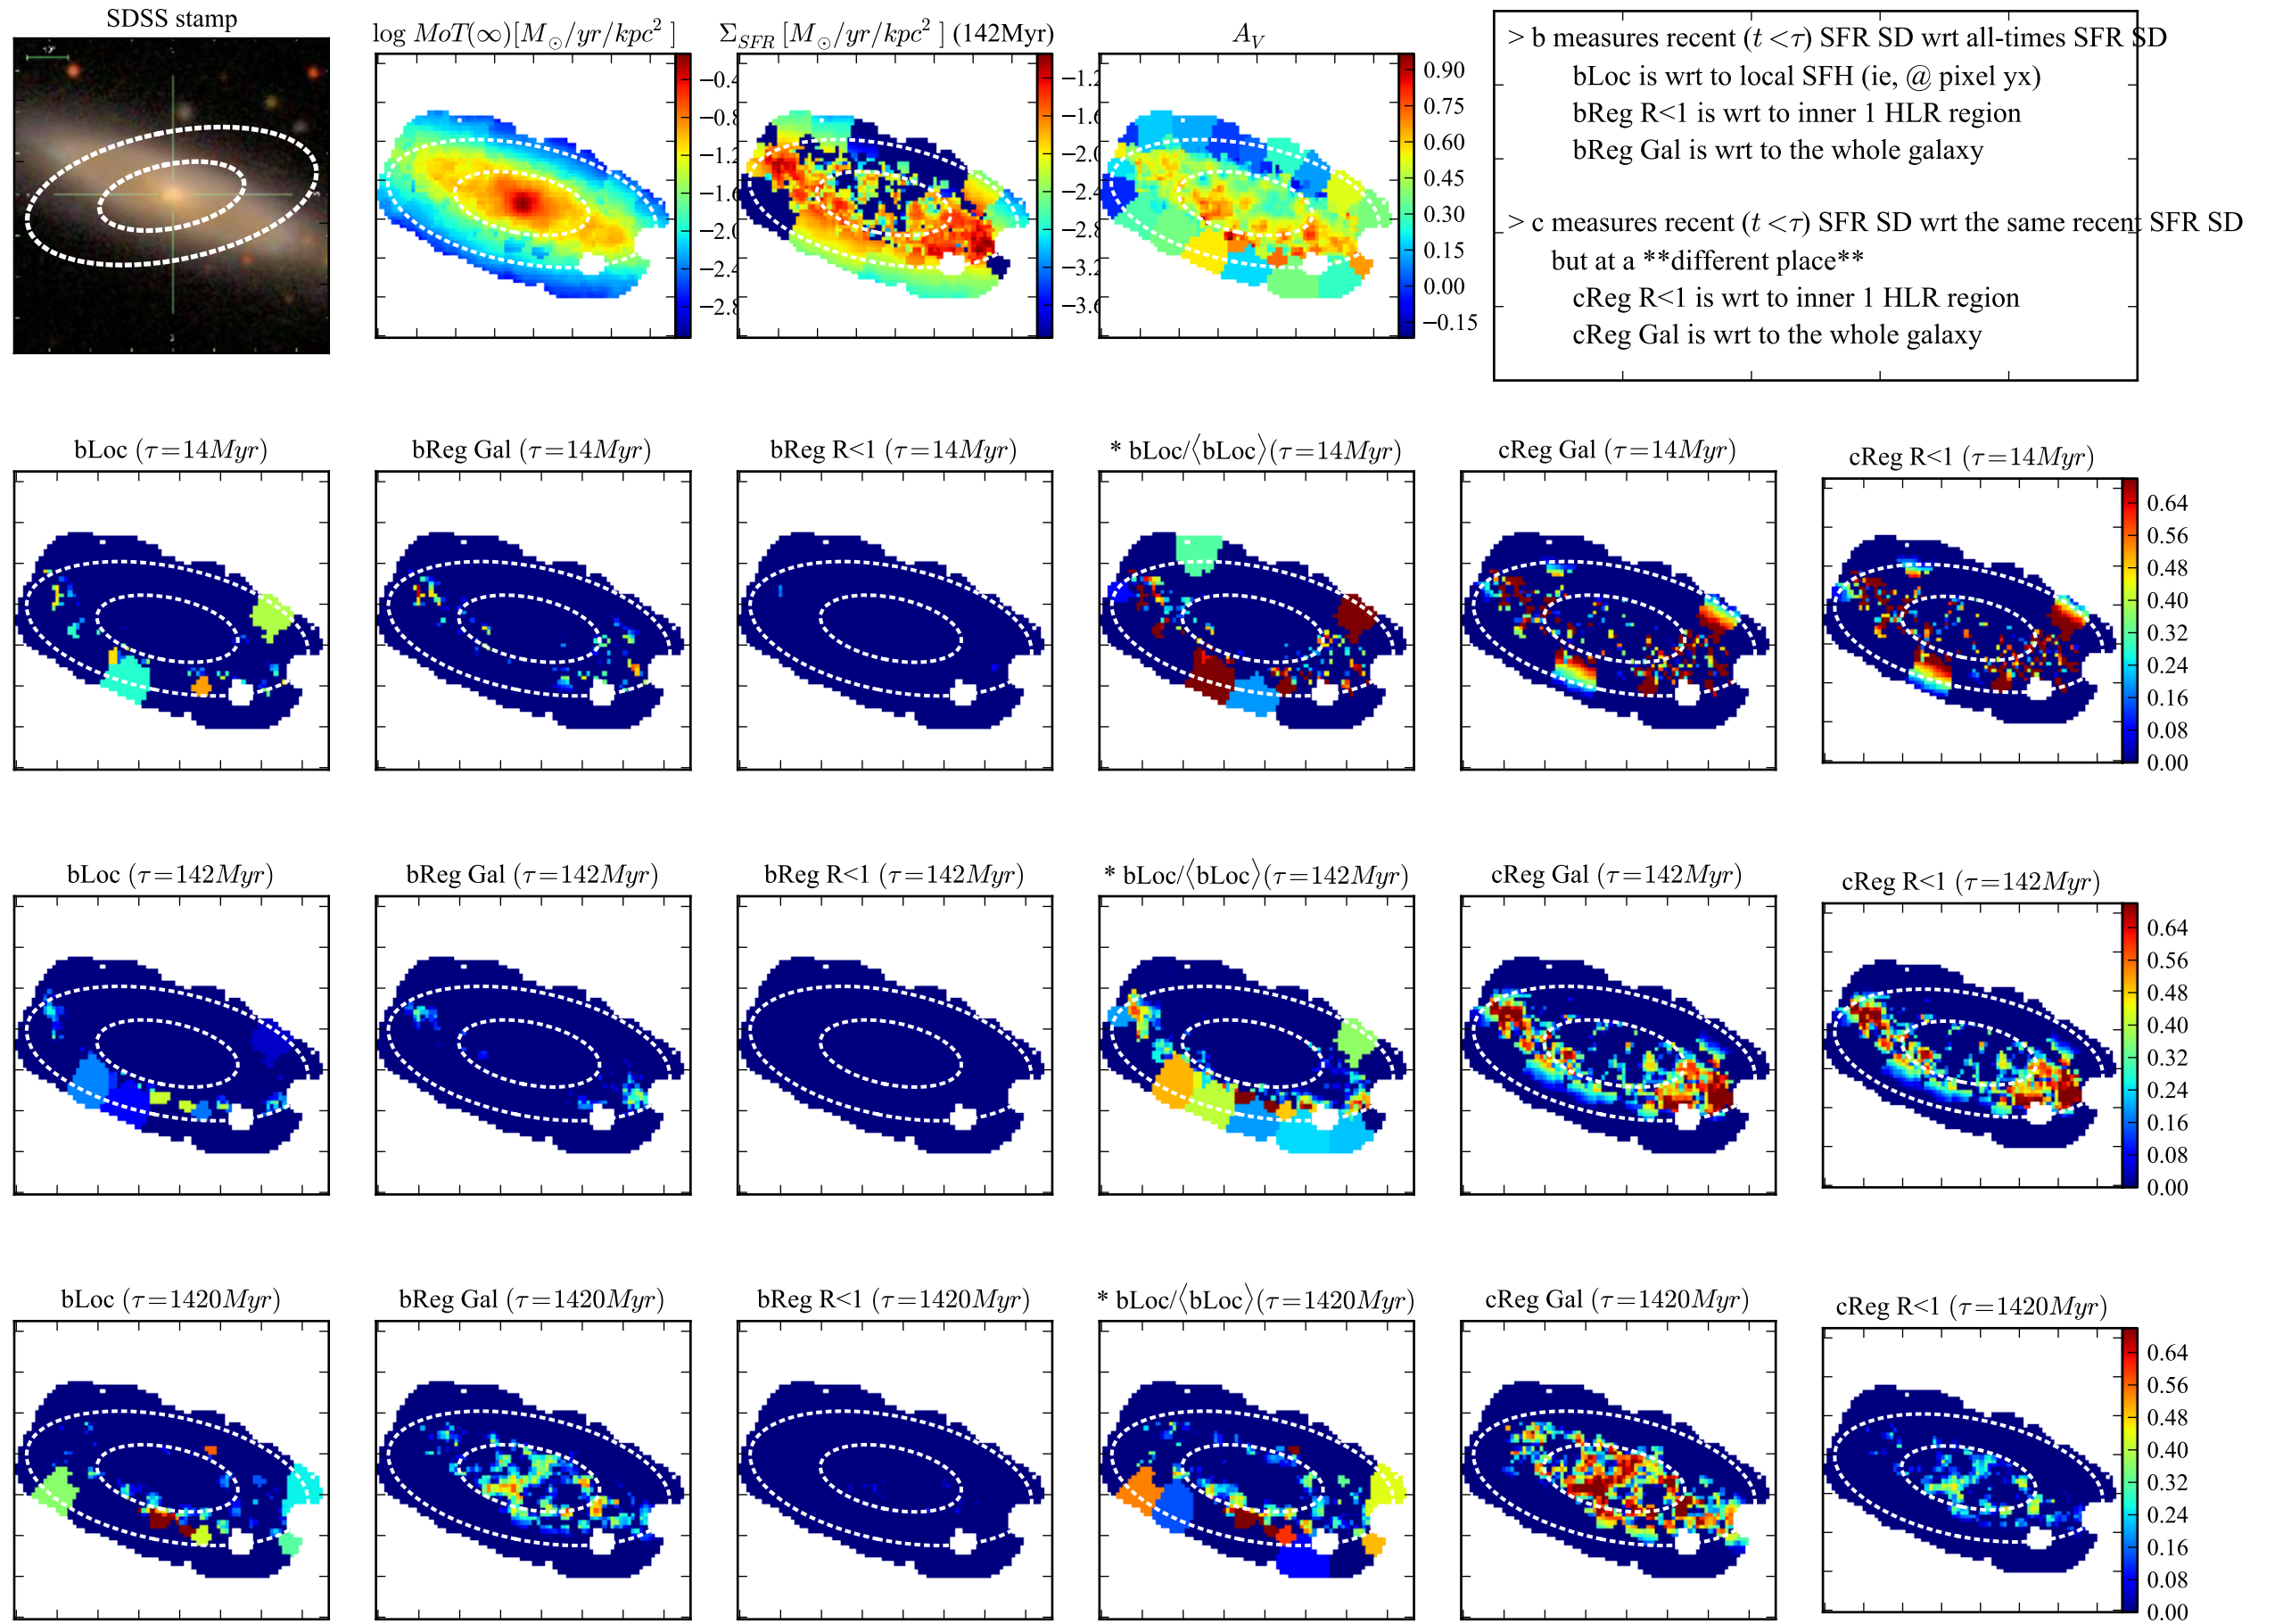 SDSS stamp
log MoT(∞)[M☉/yr/kpc² ]
Σ_SFR [M☉/yr/kpc² ] (142Myr)
A_V
−0.4
−0.8
−1.2
−1.6
−2.0
−2.4
−2.8
−1.2
−1.6
−2.0
−2.4
−2.8
−3.2
−3.6
0.90
0.75
0.60
0.45
0.30
0.15
0.00
−0.15
> b measures recent (t <τ) SFR SD wrt all-times SFR SD
bLoc is wrt to local SFH (ie, @ pixel yx)
bReg R<1 is wrt to inner 1 HLR region
bReg Gal is wrt to the whole galaxy
> c measures recent (t <τ) SFR SD wrt the same recent SFR SD
but at a **different place**
cReg R<1 is wrt to inner 1 HLR region
cReg Gal is wrt to the whole galaxy
bLoc (τ=14Myr)
bReg Gal (τ=14Myr)
bReg R<1 (τ=14Myr)
* bLoc/⟨bLoc⟩(τ=14Myr)
cReg Gal (τ=14Myr)
cReg R<1 (τ=14Myr)
0.64
0.56
0.48
0.40
0.32
0.24
0.16
0.08
0.00
bLoc (τ=142Myr)
bReg Gal (τ=142Myr)
bReg R<1 (τ=142Myr)
* bLoc/⟨bLoc⟩(τ=142Myr)
cReg Gal (τ=142Myr)
cReg R<1 (τ=142Myr)
0.64
0.56
0.48
0.40
0.32
0.24
0.16
0.08
0.00
bLoc (τ=1420Myr)
bReg Gal (τ=1420Myr)
bReg R<1 (τ=1420Myr)
* bLoc/⟨bLoc⟩(τ=1420Myr)
cReg Gal (τ=1420Myr)
cReg R<1 (τ=1420Myr)
0.64
0.56
0.48
0.40
0.32
0.24
0.16
0.08
0.00